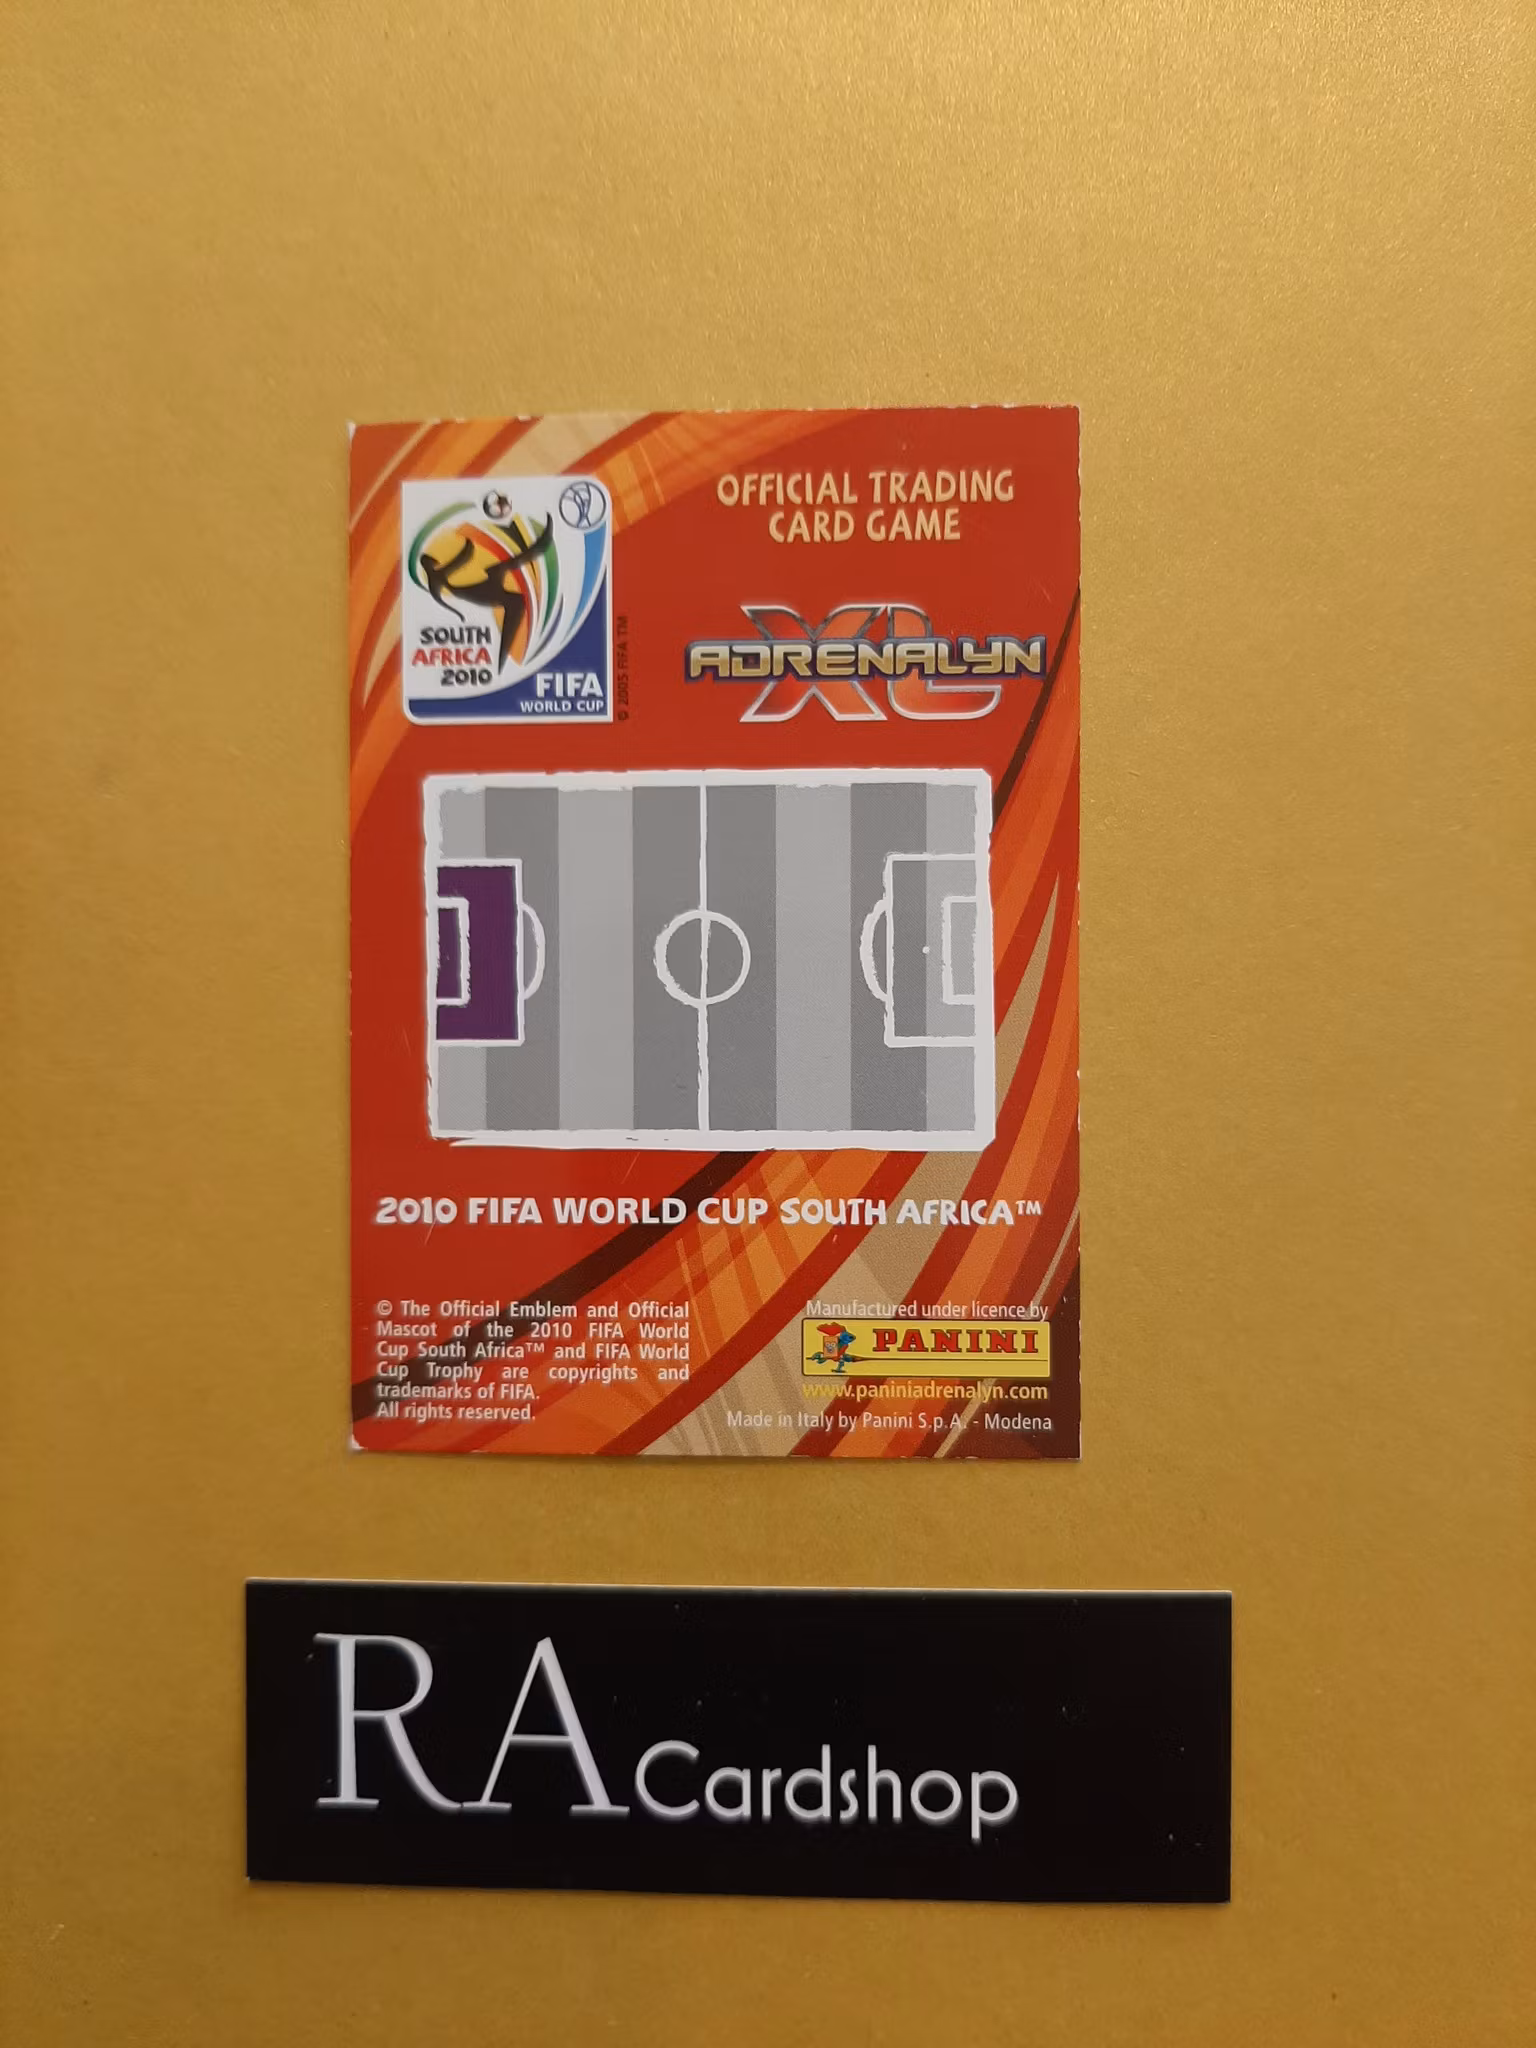 OFFICIAL TRADING
CARD GAME
SOUTH
AFRICA
2010
FIFA
WORLD CUP
© 2005 FIFA TM
ADRENALYN
XL
2010 FIFA WORLD CUP SOUTH AFRICA™
© The Official Emblem and Official
Mascot of the 2010 FIFA World
Cup South Africa™ and FIFA World
Cup Trophy are copyrights and
trademarks of FIFA.
All rights reserved.
Manufactured under licence by
PANINI
www.paniniadrenalyn.com
Made in Italy by Panini S.p.A. - Modena
RA Cardshop